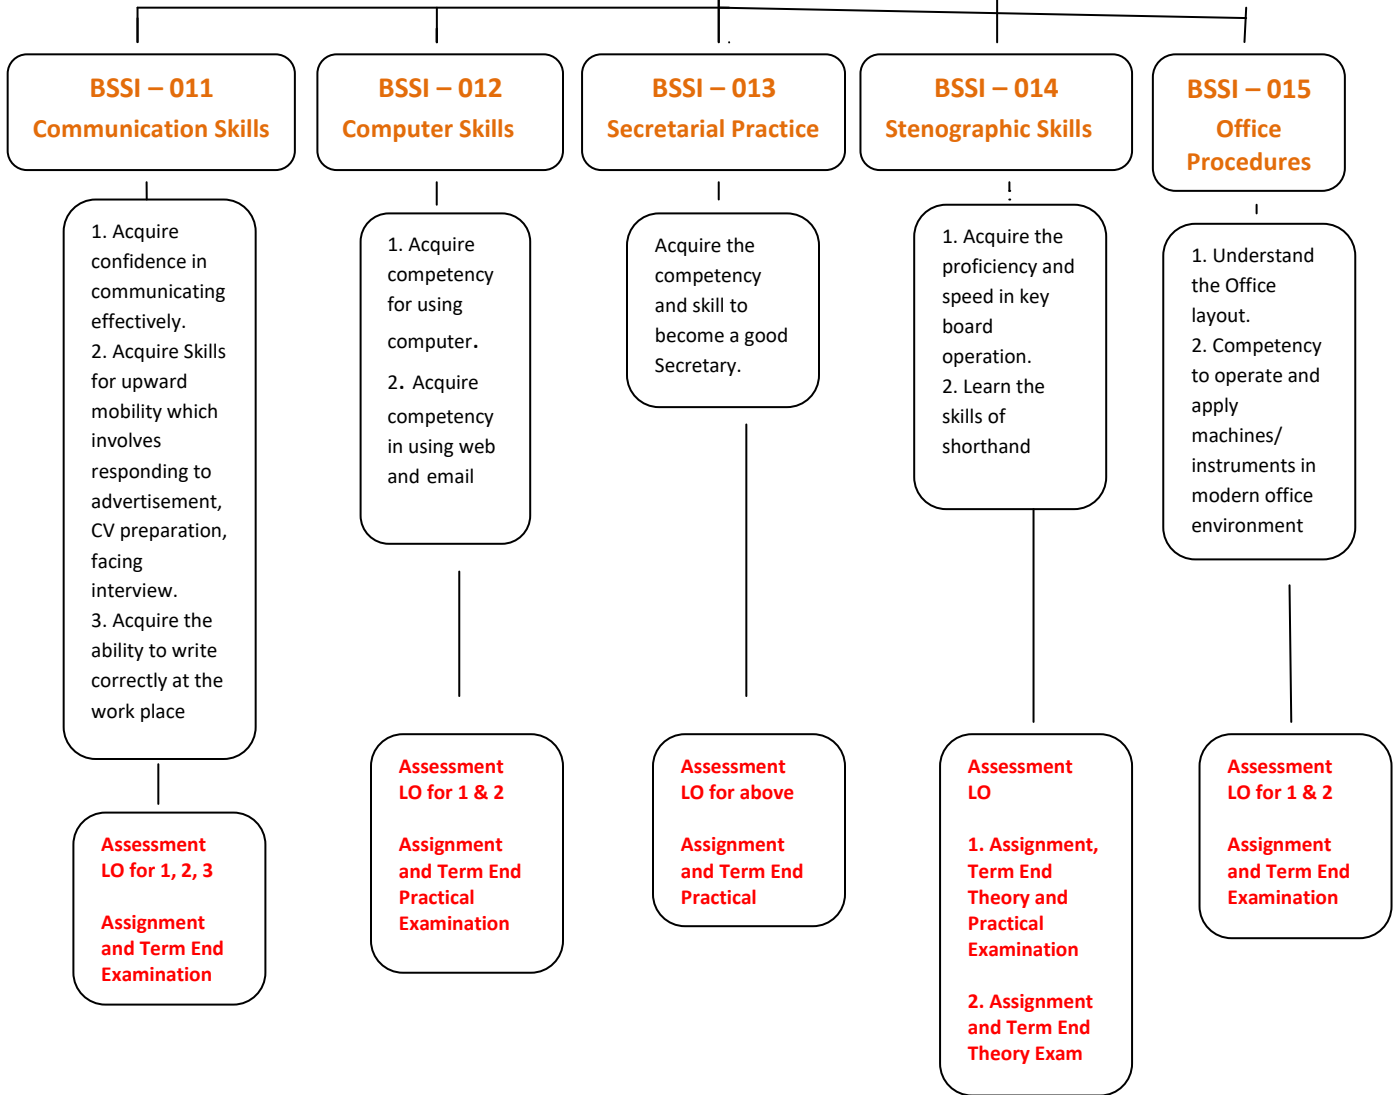 BSSI – 011
Communication Skills
BSSI – 012
Computer Skills
BSSI – 013
Secretarial Practice
BSSI – 014
Stenographic Skills
BSSI – 015
Office
Procedures
1. Acquire
confidence in
communicating
effectively.
2. Acquire Skills
for upward
mobility which
involves
responding to
advertisement,
CV preparation,
facing
interview.
3. Acquire the
ability to write
correctly at the
work place
1. Acquire
competency
for using
computer.
2. Acquire
competency
in using web
and email
Acquire the
competency
and skill to
become a good
Secretary.
1. Acquire the
proficiency and
speed in key
board
operation.
2. Learn the
skills of
shorthand
1. Understand
the Office
layout.
2. Competency
to operate and
apply
machines/
instruments in
modern office
environment
Assessment
LO for 1, 2, 3
Assignment
and Term End
Examination
Assessment
LO for 1 & 2
Assignment
and Term End
Practical
Examination
Assessment
LO for above
Assignment
and Term End
Practical
Assessment
LO
1. Assignment,
Term End
Theory and
Practical
Examination
2. Assignment
and Term End
Theory Exam
Assessment
LO for 1 & 2
Assignment
and Term End
Examination